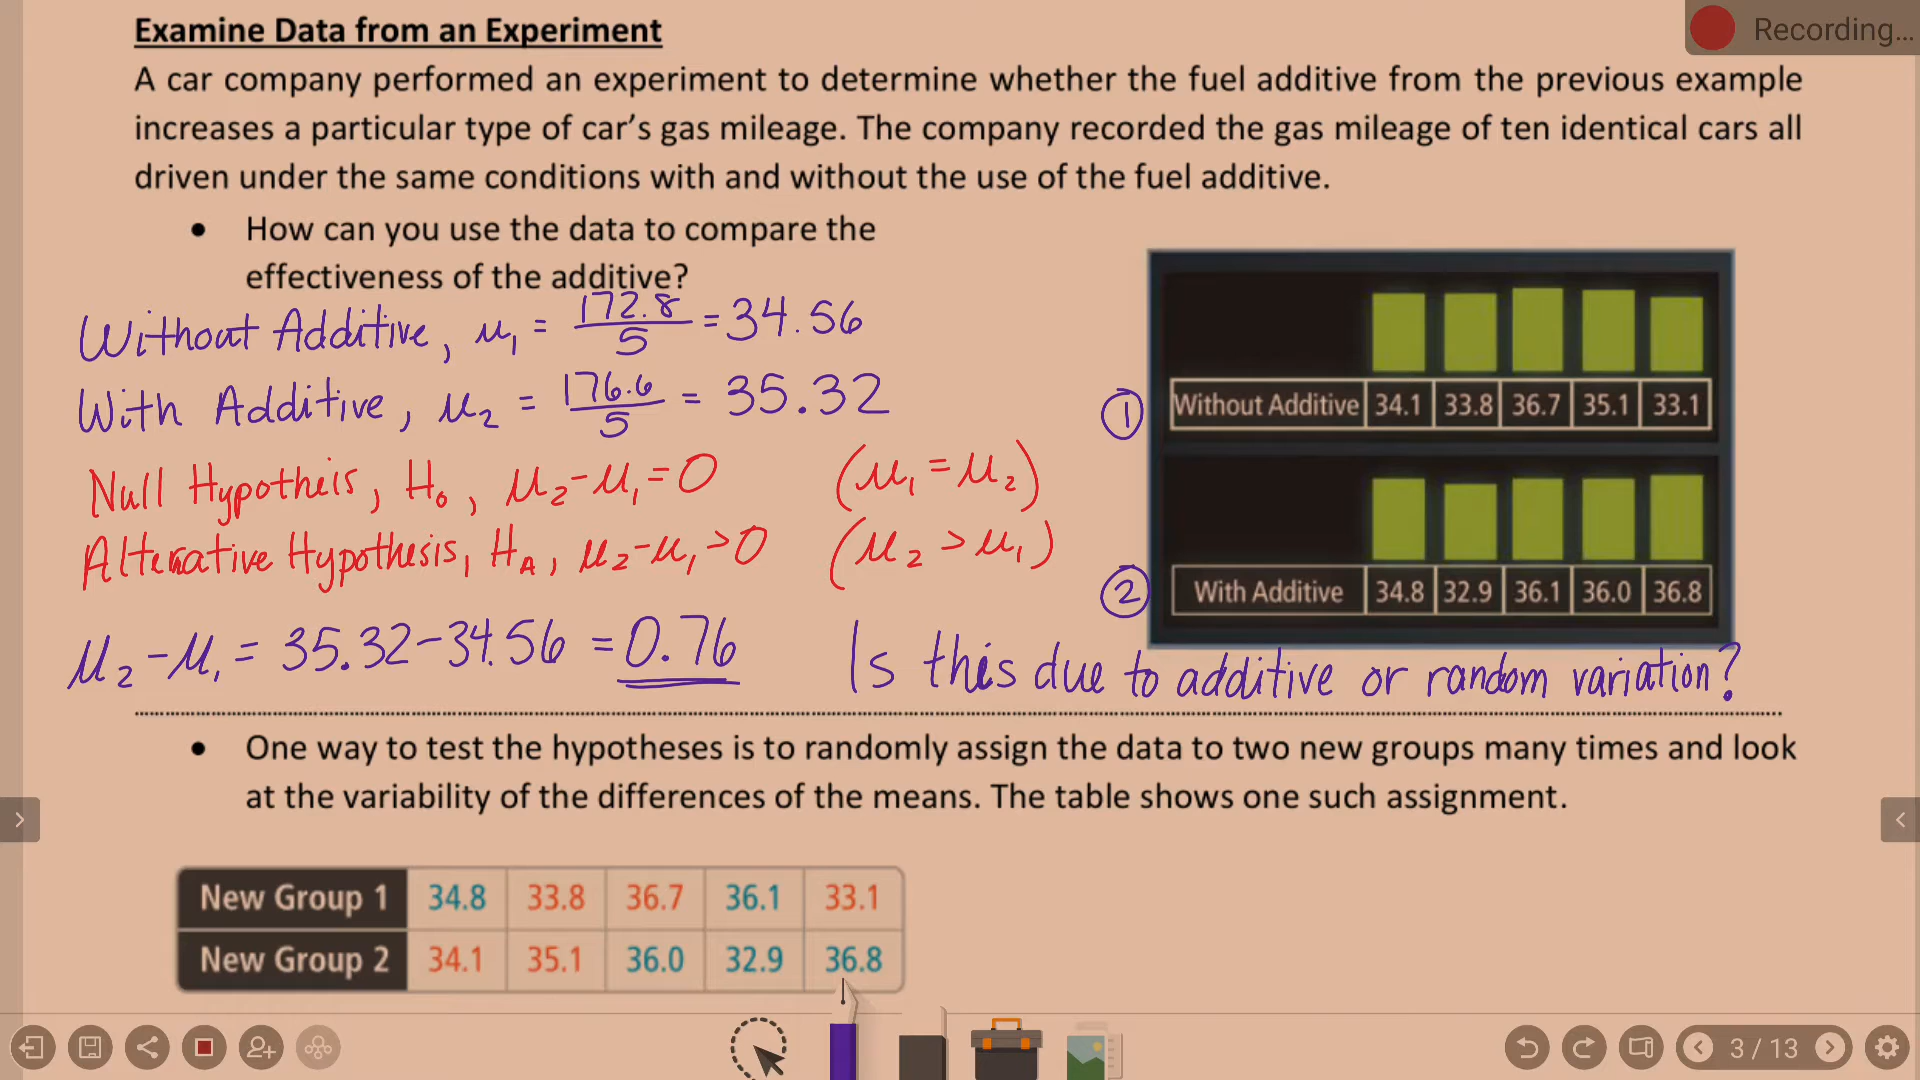 Examine Data from an Experiment
Recording...
A car company performed an experiment to determine whether the fuel additive from the previous example
increases a particular type of car's gas mileage. The company recorded the gas mileage of ten identical cars all
driven under the same conditions with and without the use of the fuel additive.
• How can you use the data to compare the
effectiveness of the additive?
Without Additive, μ₁ = 172.8/5 = 34.56
With Additive, μ₂ = 176.6/5 = 35.32
Null Hypotheis, H₀, μ₂-μ₁=0 (μ₁=μ₂)
Alternative Hypothesis, Hₐ, μ₂-μ₁>0 (μ₂>μ₁)
μ₂-μ₁ = 35.32-34.56 = 0.76
① Without Additive 34.1 33.8 36.7 35.1 33.1
② With Additive 34.8 32.9 36.1 36.0 36.8
Is this due to additive or random variation?
• One way to test the hypotheses is to randomly assign the data to two new groups many times and look
at the variability of the differences of the means. The table shows one such assignment.
New Group 1 34.8 33.8 36.7 36.1 33.1
New Group 2 34.1 35.1 36.0 32.9 36.8
3 / 13